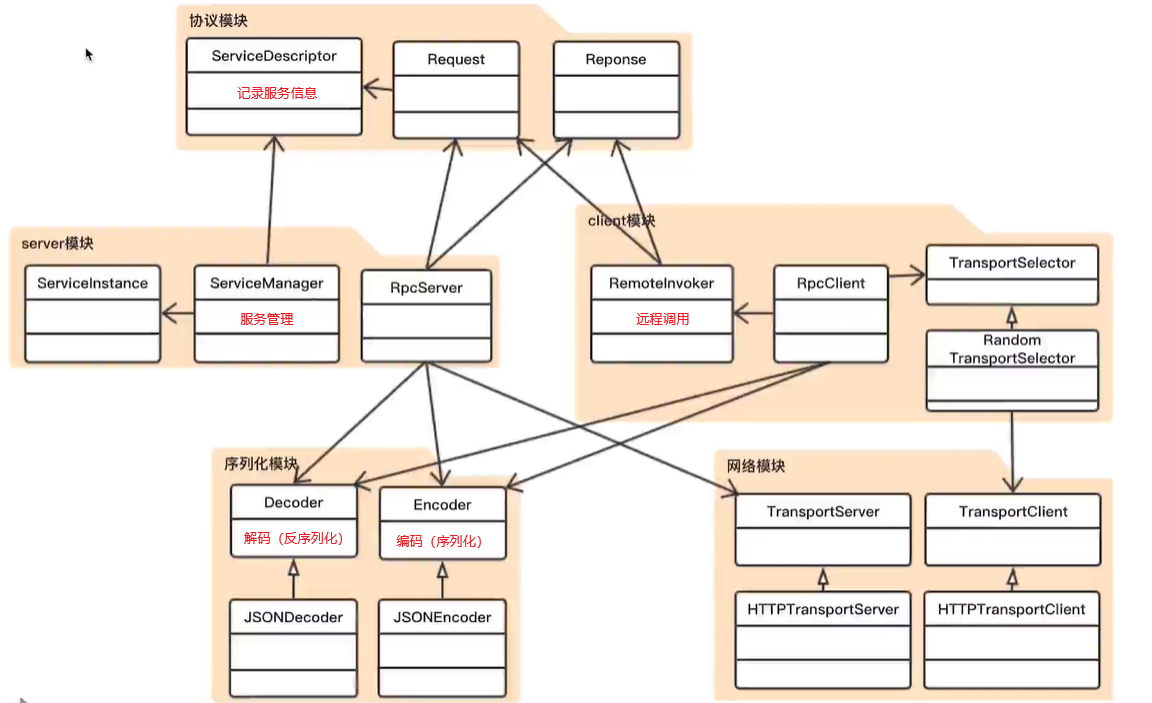 协议模块
ServiceDescriptor
记录服务信息
Request
Reponse
server模块
ServiceInstance
ServiceManager
服务管理
RpcServer
client模块
RemoteInvoker
远程调用
RpcClient
TransportSelector
Random
TransportSelector
序列化模块
Decoder
解码（反序列化）
Encoder
编码（序列化）
JSONDecoder
JSONEncoder
网络模块
TransportServer
TransportClient
HTTPTransportServer
HTTPTransportClient